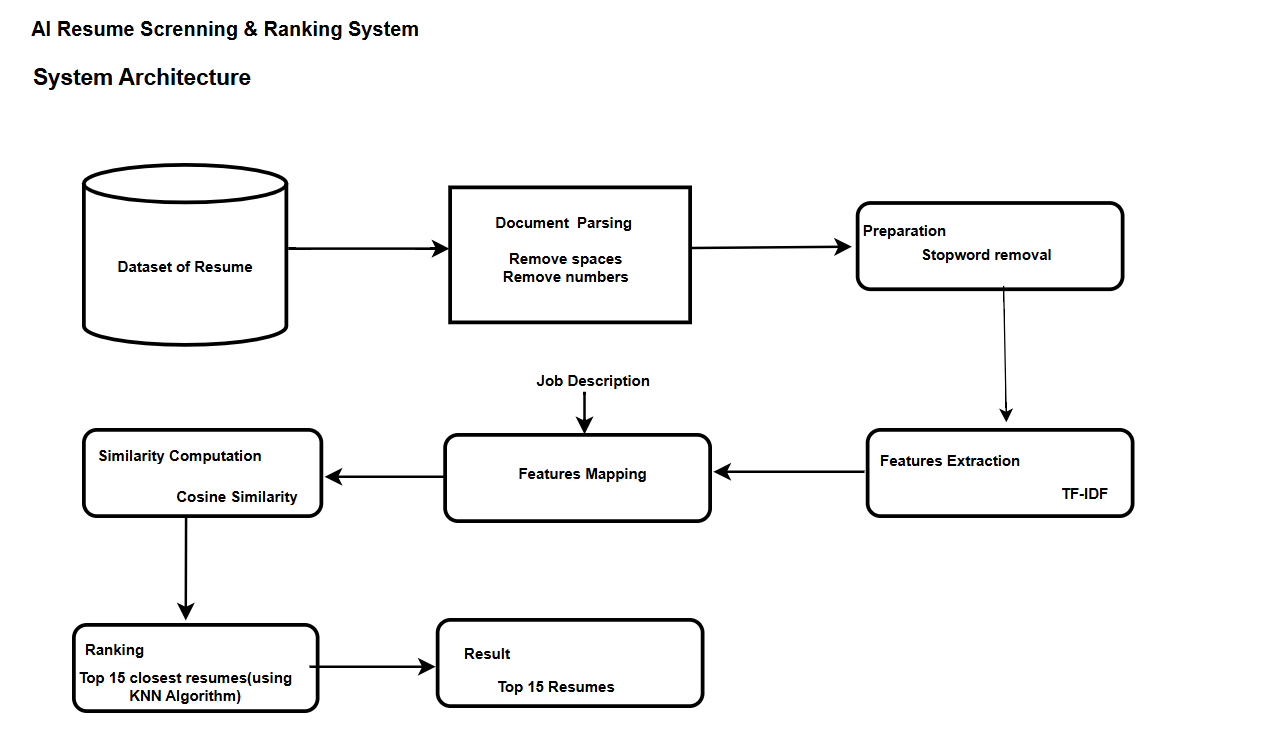 AI Resume Screnning & Ranking System
System Architecture
Dataset of Resume
Document  Parsing
Remove spaces
Remove numbers
Preparation
Stopword removal
Job Description
Similarity Computation
Cosine Similarity
Features Mapping
Features Extraction
TF-IDF
Ranking
Top 15 closest resumes(using
KNN Algorithm)
Result
Top 15 Resumes